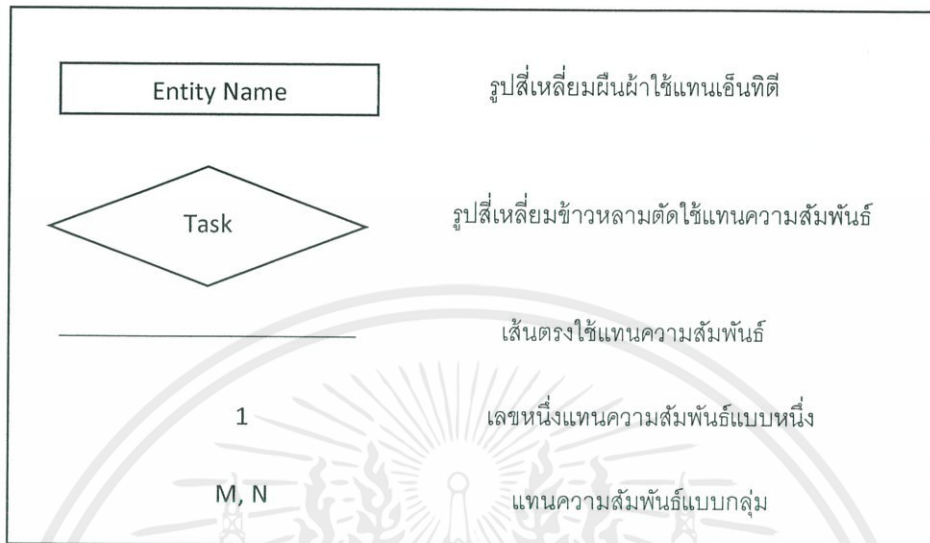 Entity Name รูปสี่เหลี่ยมผืนผ้าใช้แทนเอ็นทิตี
Task รูปสี่เหลี่ยมข้าวหลามตัดใช้แทนความสัมพันธ์
เส้นตรงใช้แทนความสัมพันธ์
1 เลขหนึ่งแทนความสัมพันธ์แบบหนึ่ง
M, N แทนความสัมพันธ์แบบกลุ่ม